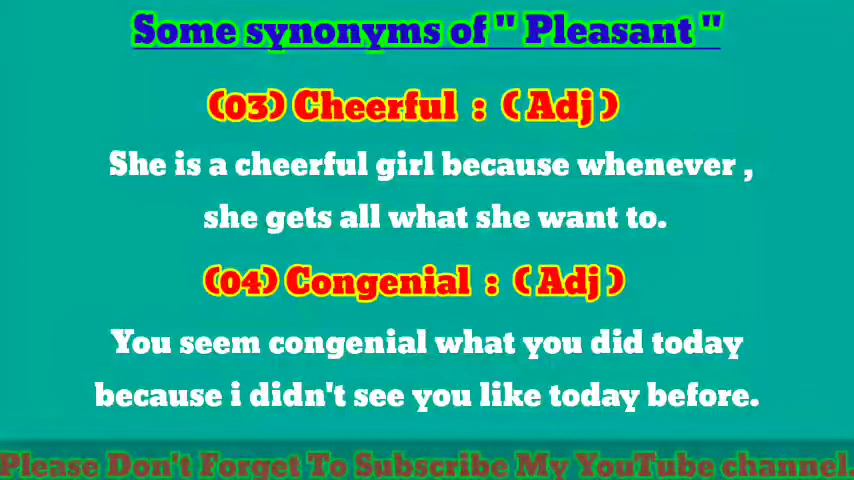 Some synonyms of " Pleasant "
(03) Cheerful : ( Adj )
She is a cheerful girl because whenever ,
she gets all what she want to.
(04) Congenial : ( Adj )
You seem congenial what you did today
because i didn't see you like today before.
Please Don't Forget To Subscribe My YouTube channel.